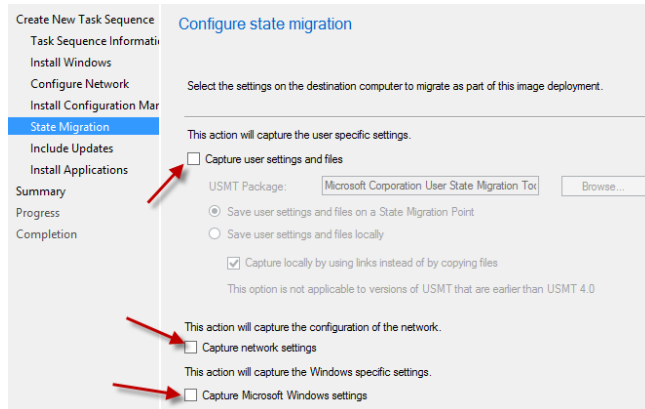 Create New Task Sequence
Task Sequence Informati
Install Windows
Configure Network
Install Configuration Mar
State Migration
Include Updates
Install Applications
Summary
Progress
Completion
Configure state migration
Select the settings on the destination computer to migrate as part of this image deployment.
This action will capture the user specific settings.
Capture user settings and files
USMT Package:
Microsoft Corporation User State Migration Too
Browse...
Save user settings and files on a State Migration Point
Save user settings and files locally
Capture locally by using links instead of by copying files
This option is not applicable to versions of USMT that are earlier than USMT 4.0
This action will capture the configuration of the network.
Capture network settings
This action will capture the Windows specific settings.
Capture Microsoft Windows settings